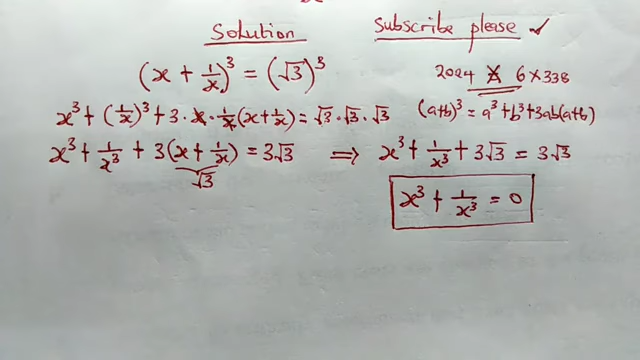 Solution Subscribe please ✓
(x + 1/x)³ = (√3)³
2024 ✗ 6×338
x³ + (1/x)³ + 3·x·1/x(x+1/x) = √3·√3·√3
(a+b)³ = a³+b³+3ab(a+b)
x³ + 1/x³ + 3(x + 1/x) = 3√3 ⟹ x³ + 1/x³ + 3√3 = 3√3
√3
x³ + 1/x³ = 0